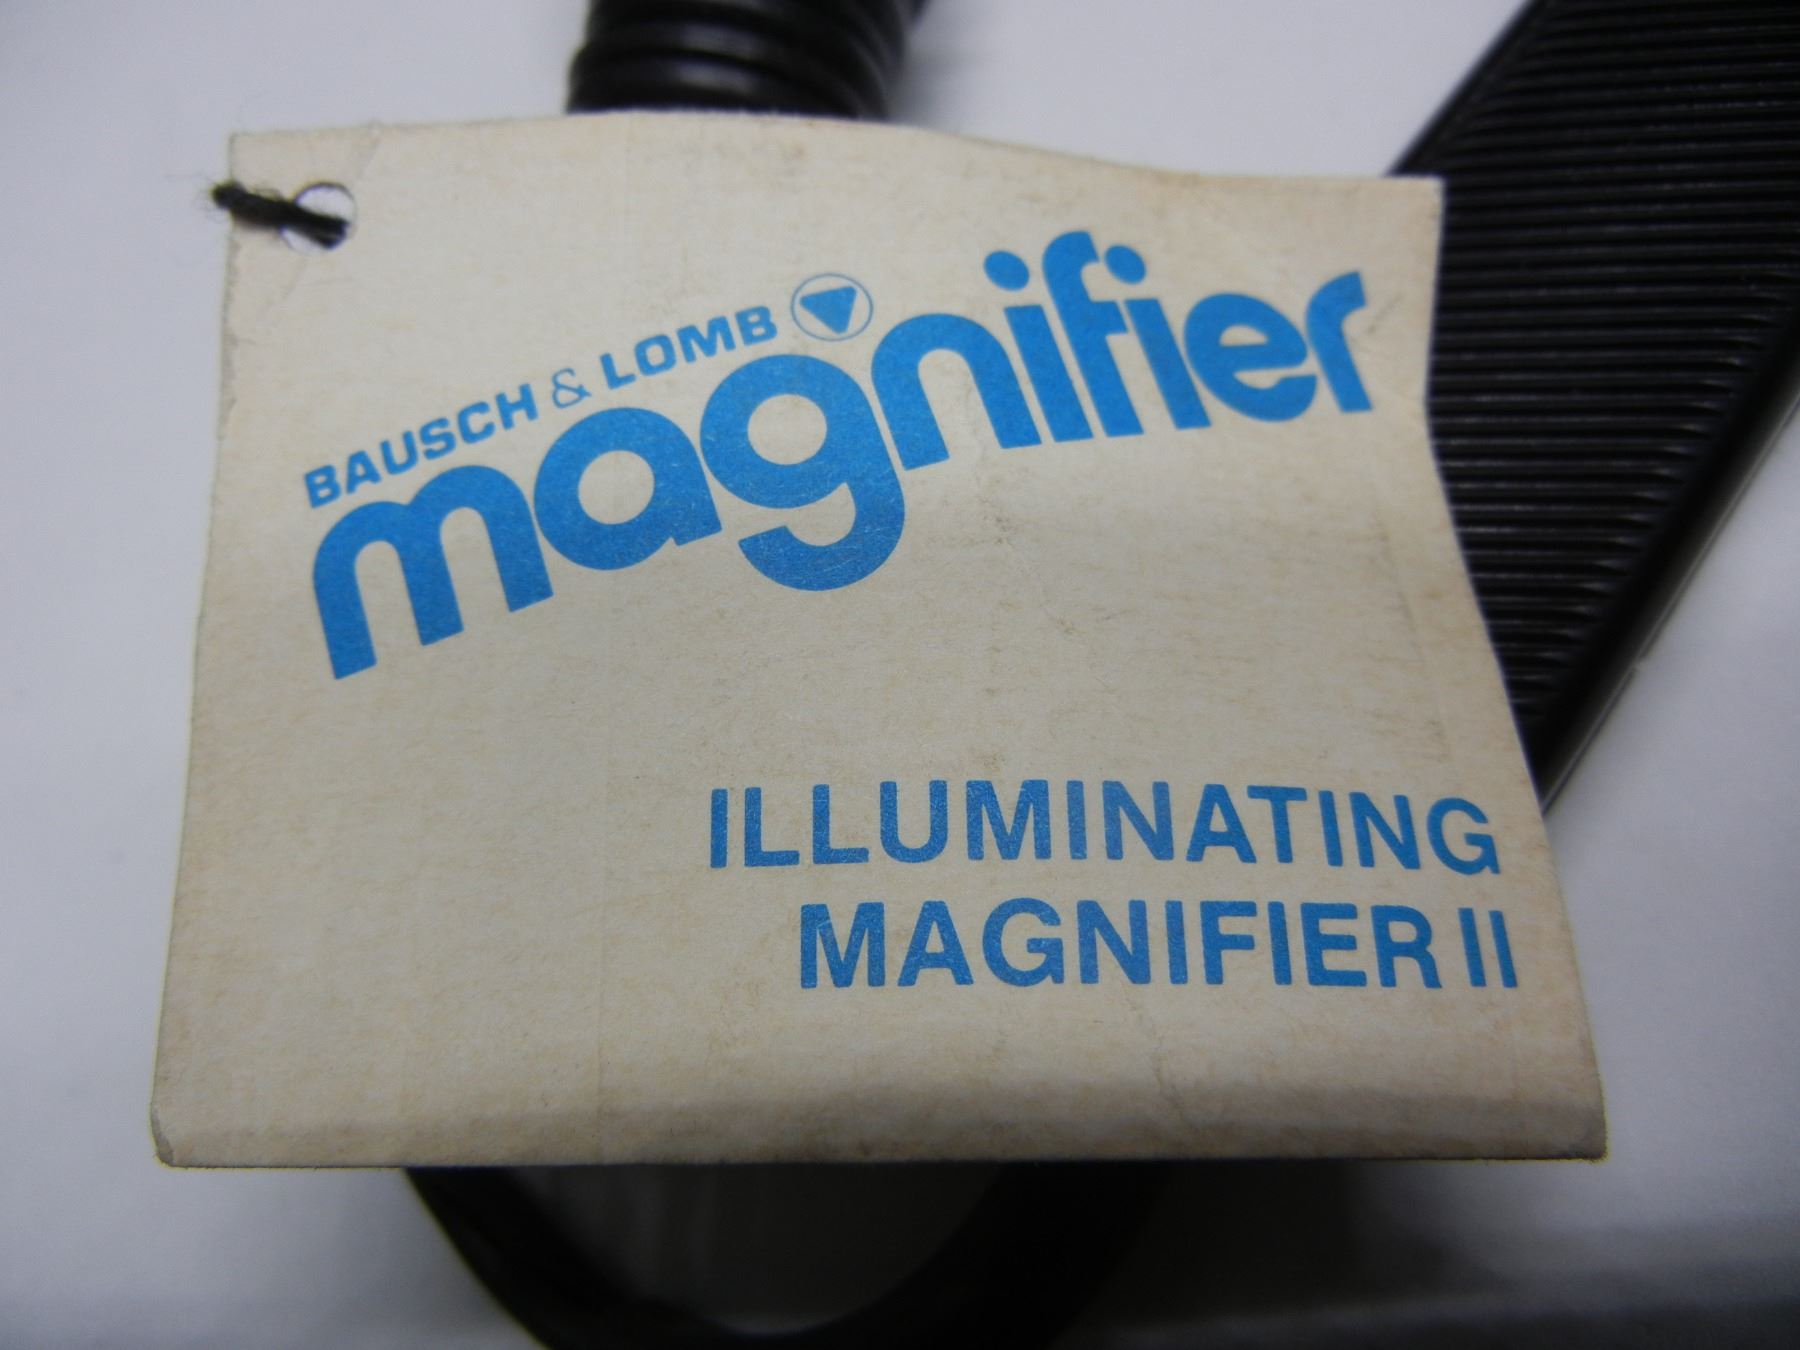 BAUSCH & LOMB
magnifier
ILLUMINATING
MAGNIFIER II